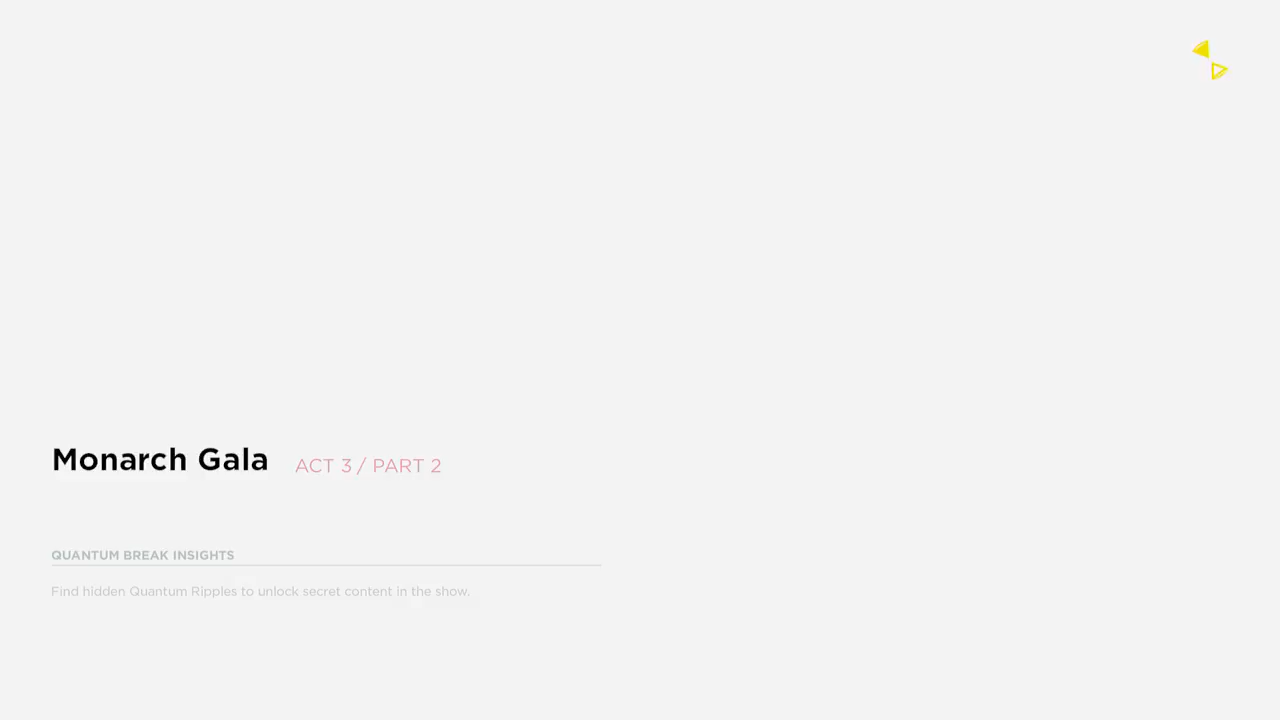 Monarch Gala ACT 3 / PART 2
QUANTUM BREAK INSIGHTS
Find hidden Quantum Ripples to unlock secret content in the show.